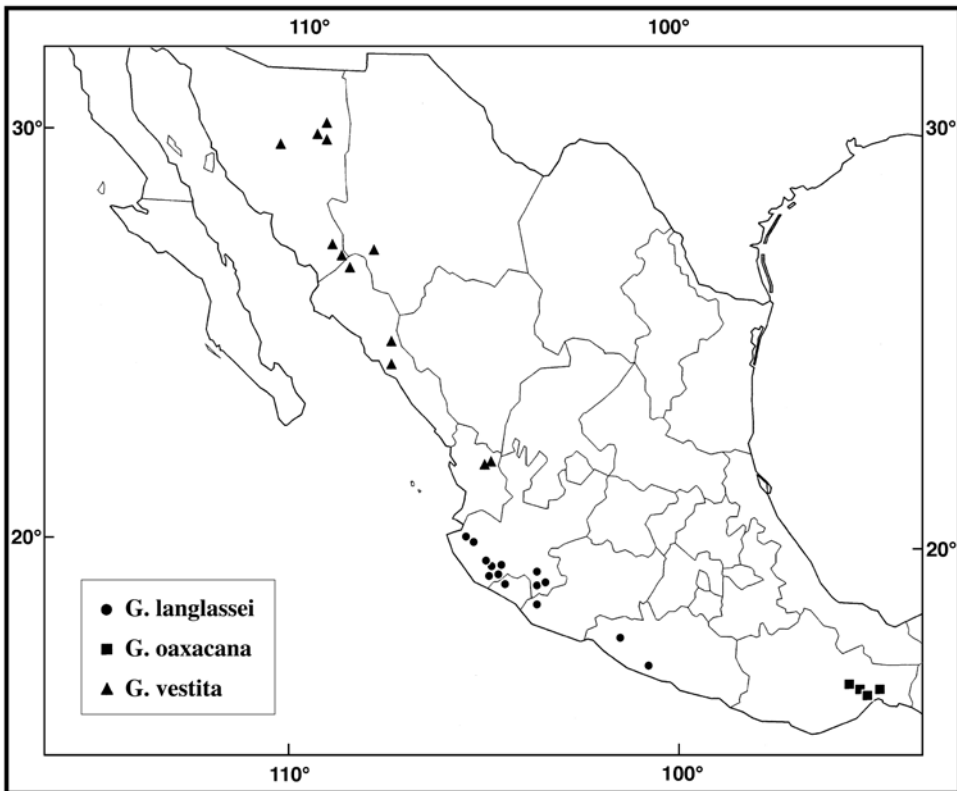 110° 100°
30° 30°
20° 20°
G. langlassei
G. oaxacana
G. vestita
110° 100°